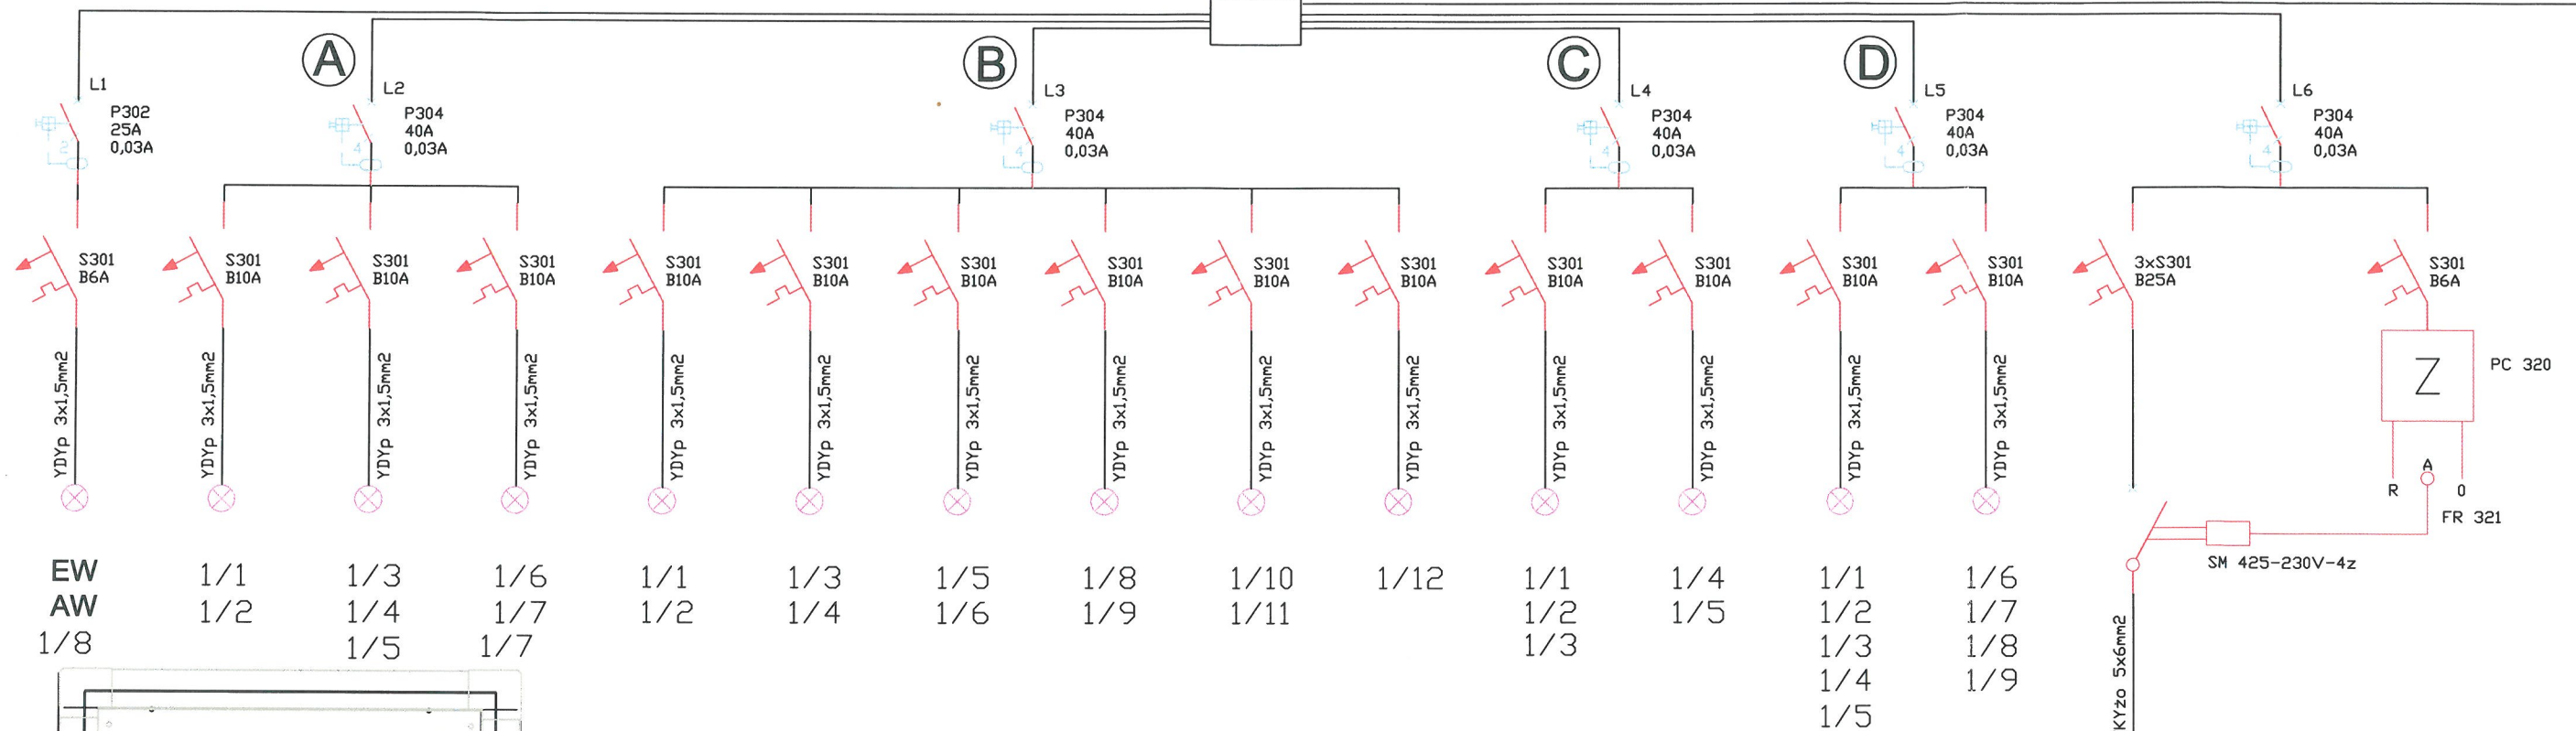 A
B
C
D
L1
P302
25A
0,03A
2
L2
P304
40A
0,03A
4
L3
P304
40A
0,03A
4
L4
P304
40A
0,03A
4
L5
P304
40A
0,03A
4
L6
P304
40A
0,03A
4
S301
B6A
S301
B10A
S301
B10A
S301
B10A
S301
B10A
S301
B10A
S301
B10A
S301
B10A
S301
B10A
S301
B10A
S301
B10A
S301
B10A
S301
B10A
S301
B10A
3xS301
B25A
S301
B6A
YDYp 3x1,5mm2
YDYp 3x1,5mm2
YDYp 3x1,5mm2
YDYp 3x1,5mm2
YDYp 3x1,5mm2
YDYp 3x1,5mm2
YDYp 3x1,5mm2
YDYp 3x1,5mm2
YDYp 3x1,5mm2
YDYp 3x1,5mm2
YDYp 3x1,5mm2
YDYp 3x1,5mm2
YDYp 3x1,5mm2
YDYp 3x1,5mm2
Z
PC 320
R
A
0
FR 321
SM 425-230V-4z
KYżo 5x6mm2
EW
AW
1/8
1/1
1/2
1/3
1/4
1/5
1/6
1/7
1/7
1/1
1/2
1/3
1/4
1/5
1/6
1/8
1/9
1/10
1/11
1/12
1/1
1/2
1/3
1/4
1/5
1/1
1/2
1/3
1/4
1/5
1/6
1/7
1/8
1/9